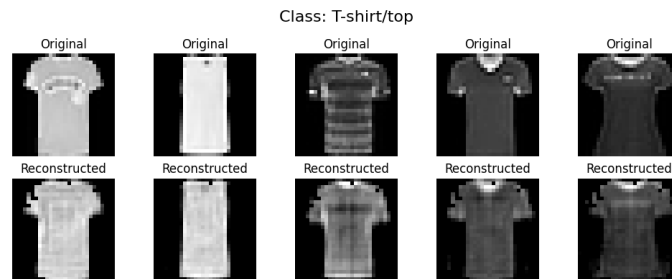 Class: T-shirt/top
Original Original Original Original Original
Reconstructed Reconstructed Reconstructed Reconstructed Reconstructed